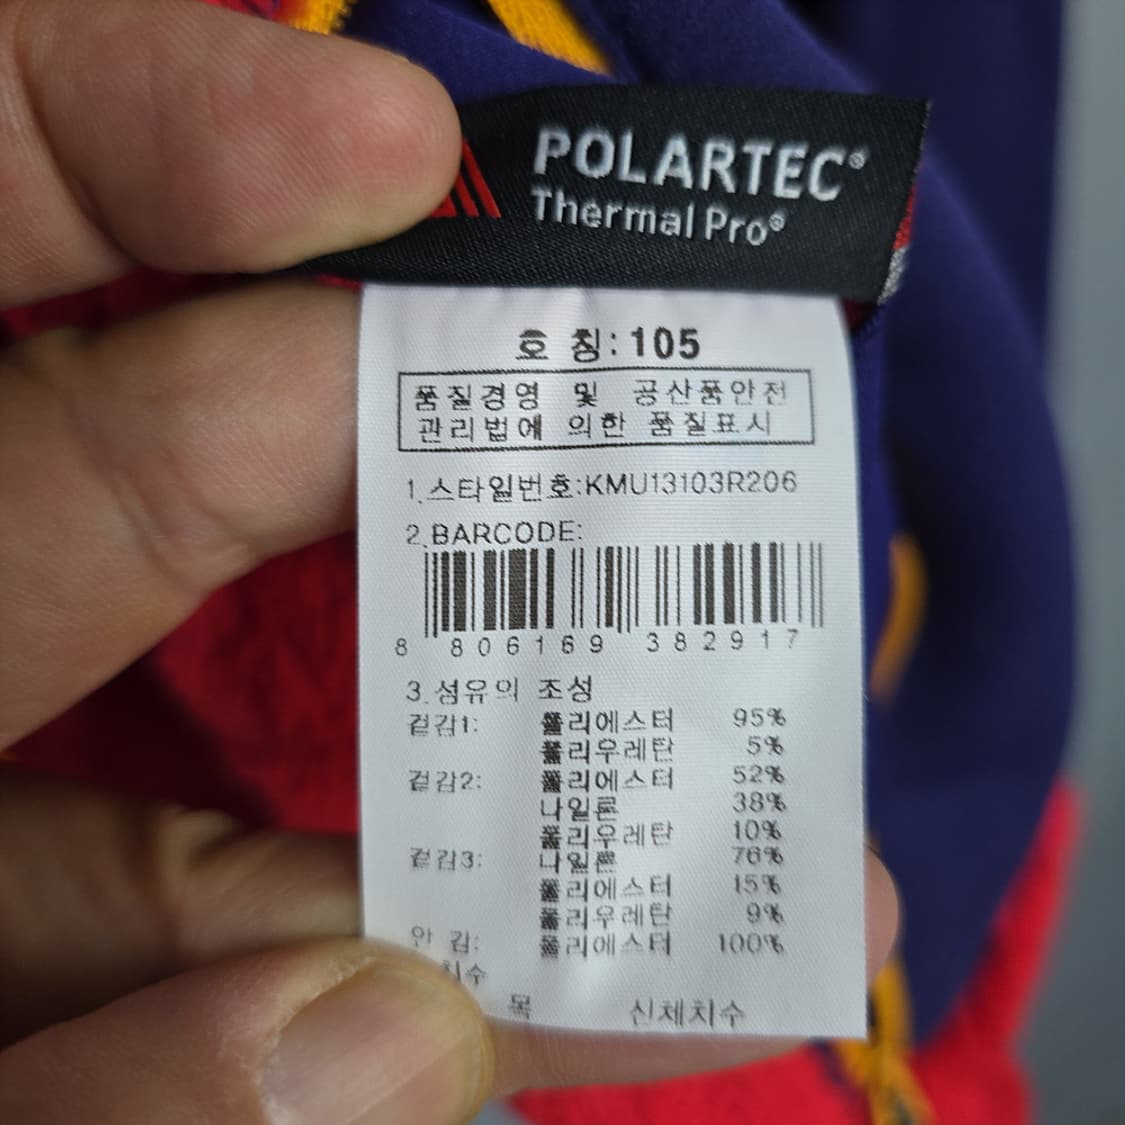 POLARTEC®
Thermal Pro®
호 칭: 105
품질경영 및 공산품안전
관리법에 의한 품질표시
1.스타일번호:KMU13103R206
2.BARCODE:
8 806169 382917
3.섬유의 조성
겉감1: 폴리에스터 95%
폴리우레탄 5%
겉감2: 폴리에스터 52%
나일론 38%
폴리우레탄 10%
겉감3: 나일론 76%
폴리에스터 15%
폴리우레탄 9%
안 감: 폴리에스터 100%
치수
목 신체치수